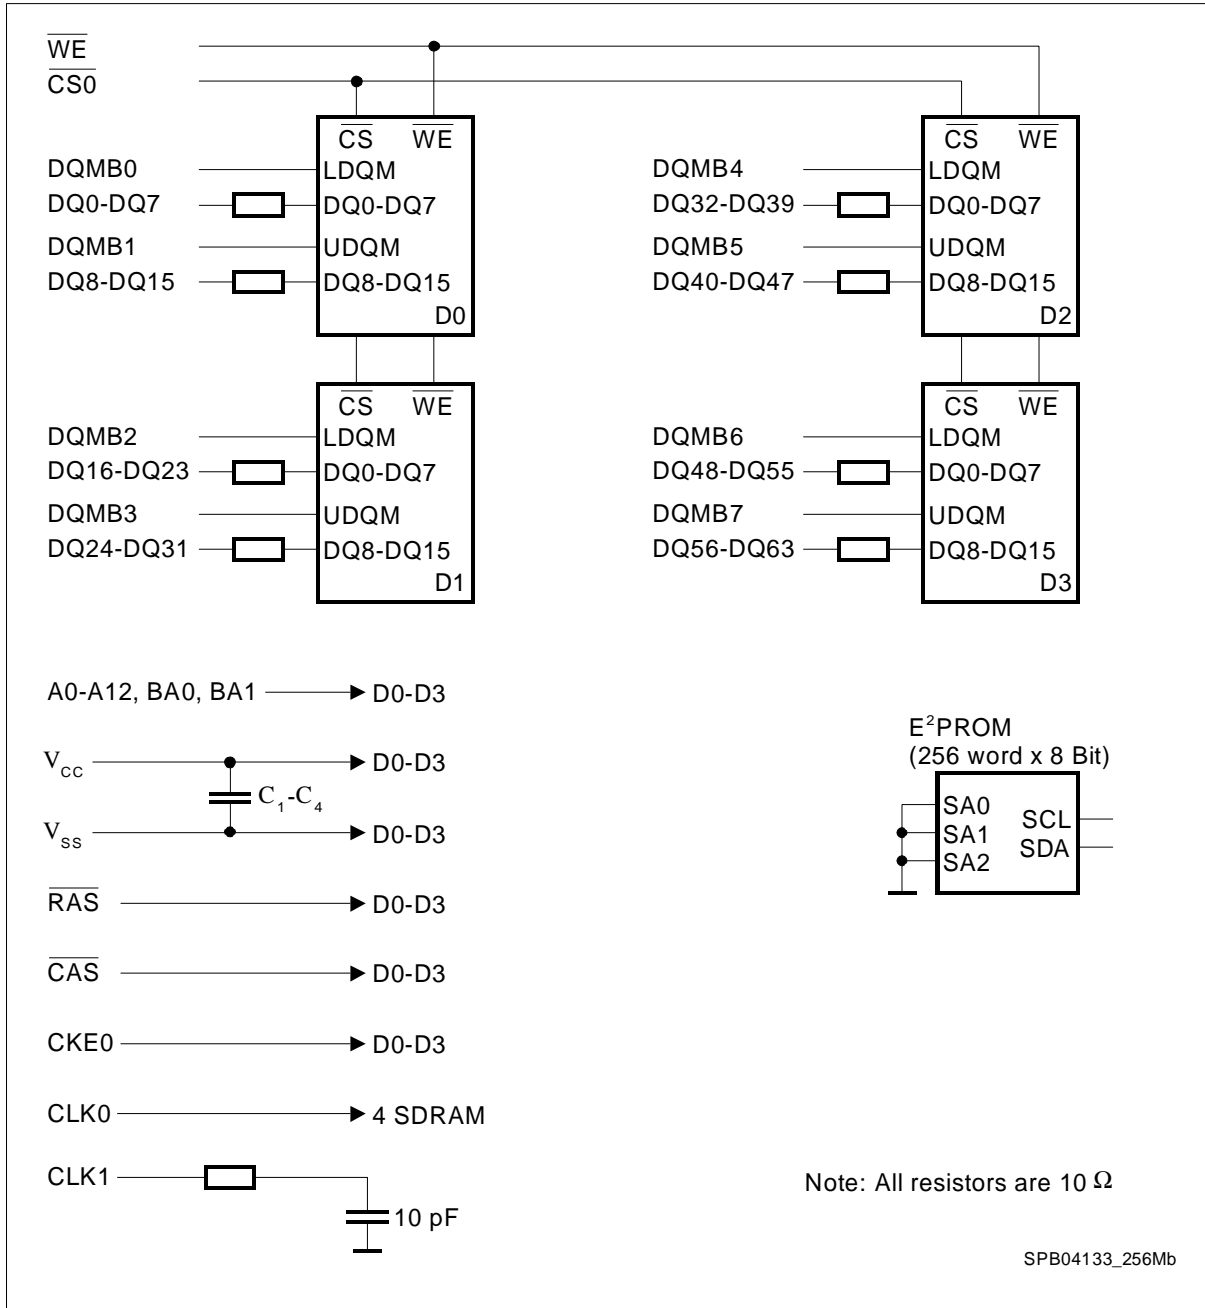 WE
CS0
CS WE
DQMB0 LDQM
DQ0-DQ7 DQ0-DQ7
DQMB1 UDQM
DQ8-DQ15 DQ8-DQ15
D0
CS WE
DQMB4 LDQM
DQ32-DQ39 DQ0-DQ7
DQMB5 UDQM
DQ40-DQ47 DQ8-DQ15
D2
CS WE
DQMB2 LDQM
DQ16-DQ23 DQ0-DQ7
DQMB3 UDQM
DQ24-DQ31 DQ8-DQ15
D1
CS WE
DQMB6 LDQM
DQ48-DQ55 DQ0-DQ7
DQMB7 UDQM
DQ56-DQ63 DQ8-DQ15
D3
A0-A12, BA0, BA1 D0-D3
VCC D0-D3
C1-C4
VSS D0-D3
RAS D0-D3
CAS D0-D3
CKE0 D0-D3
CLK0 4 SDRAM
CLK1
10 pF
E²PROM
(256 word x 8 Bit)
SA0
SA1
SA2
SCL
SDA
Note: All resistors are 10 Ω
SPB04133_256Mb